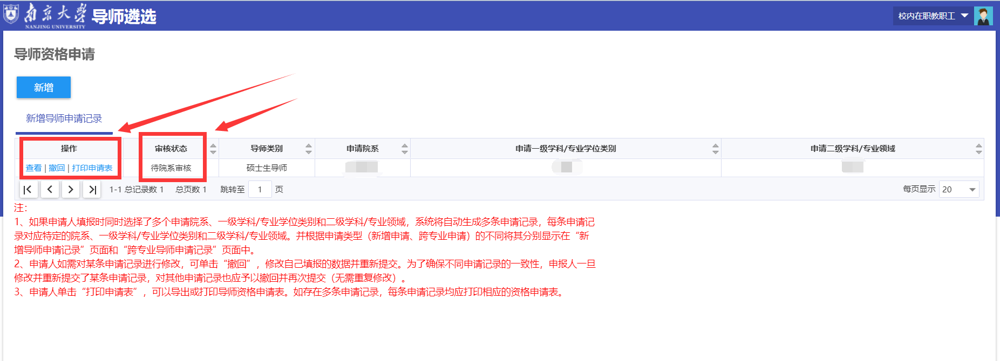 南京大学
NANJING UNIVERSITY
导师遴选
校内在职教职工
导师资格申请
新增
新增导师申请记录
操作 审核状态 导师类别 申请院系 申请一级学科/专业学位类别 申请二级学科/专业领域
查看 | 撤回 | 打印申请表 待院系审核 硕士生导师
1-1 总记录数 1 总页数 1 跳转至 1 页 每页显示 20
注：
1、如果申请人填报时同时选择了多个申请院系、一级学科/专业学位类别和二级学科/专业领域，系统将自动生成多条申请记录，每条申请记
录对应特定的院系、一级学科/专业学位类别和二级学科/专业领域。并根据申请类型（新增申请、跨专业申请）的不同将其分别显示在“新
增导师申请记录”页面和“跨专业导师申请记录”页面中。
2、申请人如需对某条申请记录进行修改，可单击“撤回”，修改自己填报的数据并重新提交。为了确保不同申请记录的一致性，申报人一旦
修改并重新提交了某条申请记录，对其他申请记录也应予以撤回并再次提交（无需重复修改）。
3、申请人单击“打印申请表”，可以导出或打印导师资格申请表。如存在多条申请记录，每条申请记录均应打印相应的资格申请表。